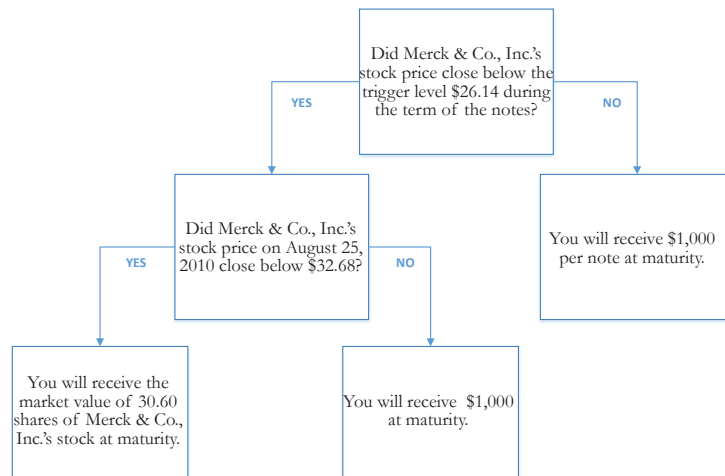 Did Merck & Co., Inc.'s
stock price close below the
trigger level $26.14 during
the term of the notes?
YES
NO
Did Merck & Co., Inc.'s
stock price on August 25,
2010 close below $32.68?
You will receive $1,000
per note at maturity.
YES
NO
You will receive the
market value of 30.60
shares of Merck & Co.,
Inc.'s stock at maturity.
You will receive $1,000
at maturity.